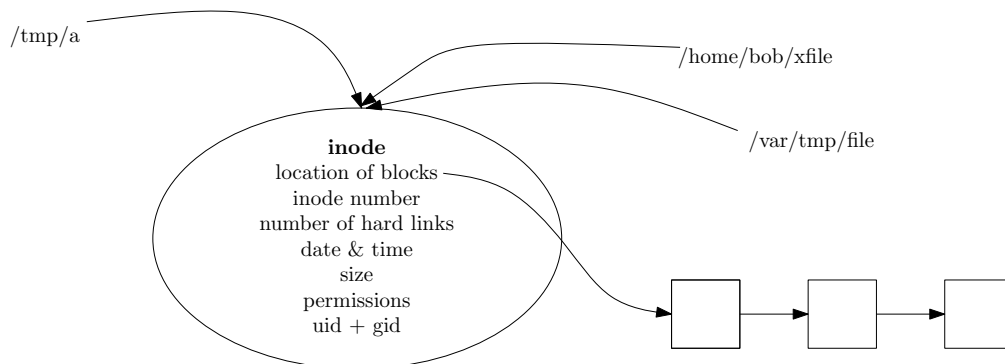 /tmp/a
/home/bob/xfile
/var/tmp/file
inode
location of blocks
inode number
number of hard links
date & time
size
permissions
uid + gid